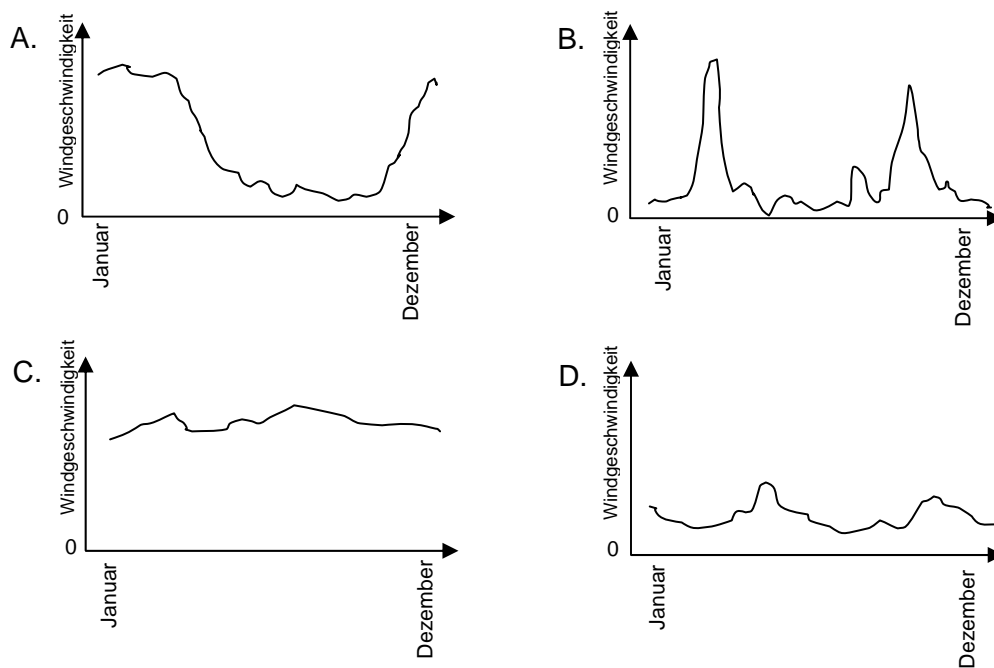 A.
Windgeschwindigkeit
0
Januar
Dezember
B.
Windgeschwindigkeit
0
Januar
Dezember
C.
Windgeschwindigkeit
0
Januar
Dezember
D.
Windgeschwindigkeit
0
Januar
Dezember